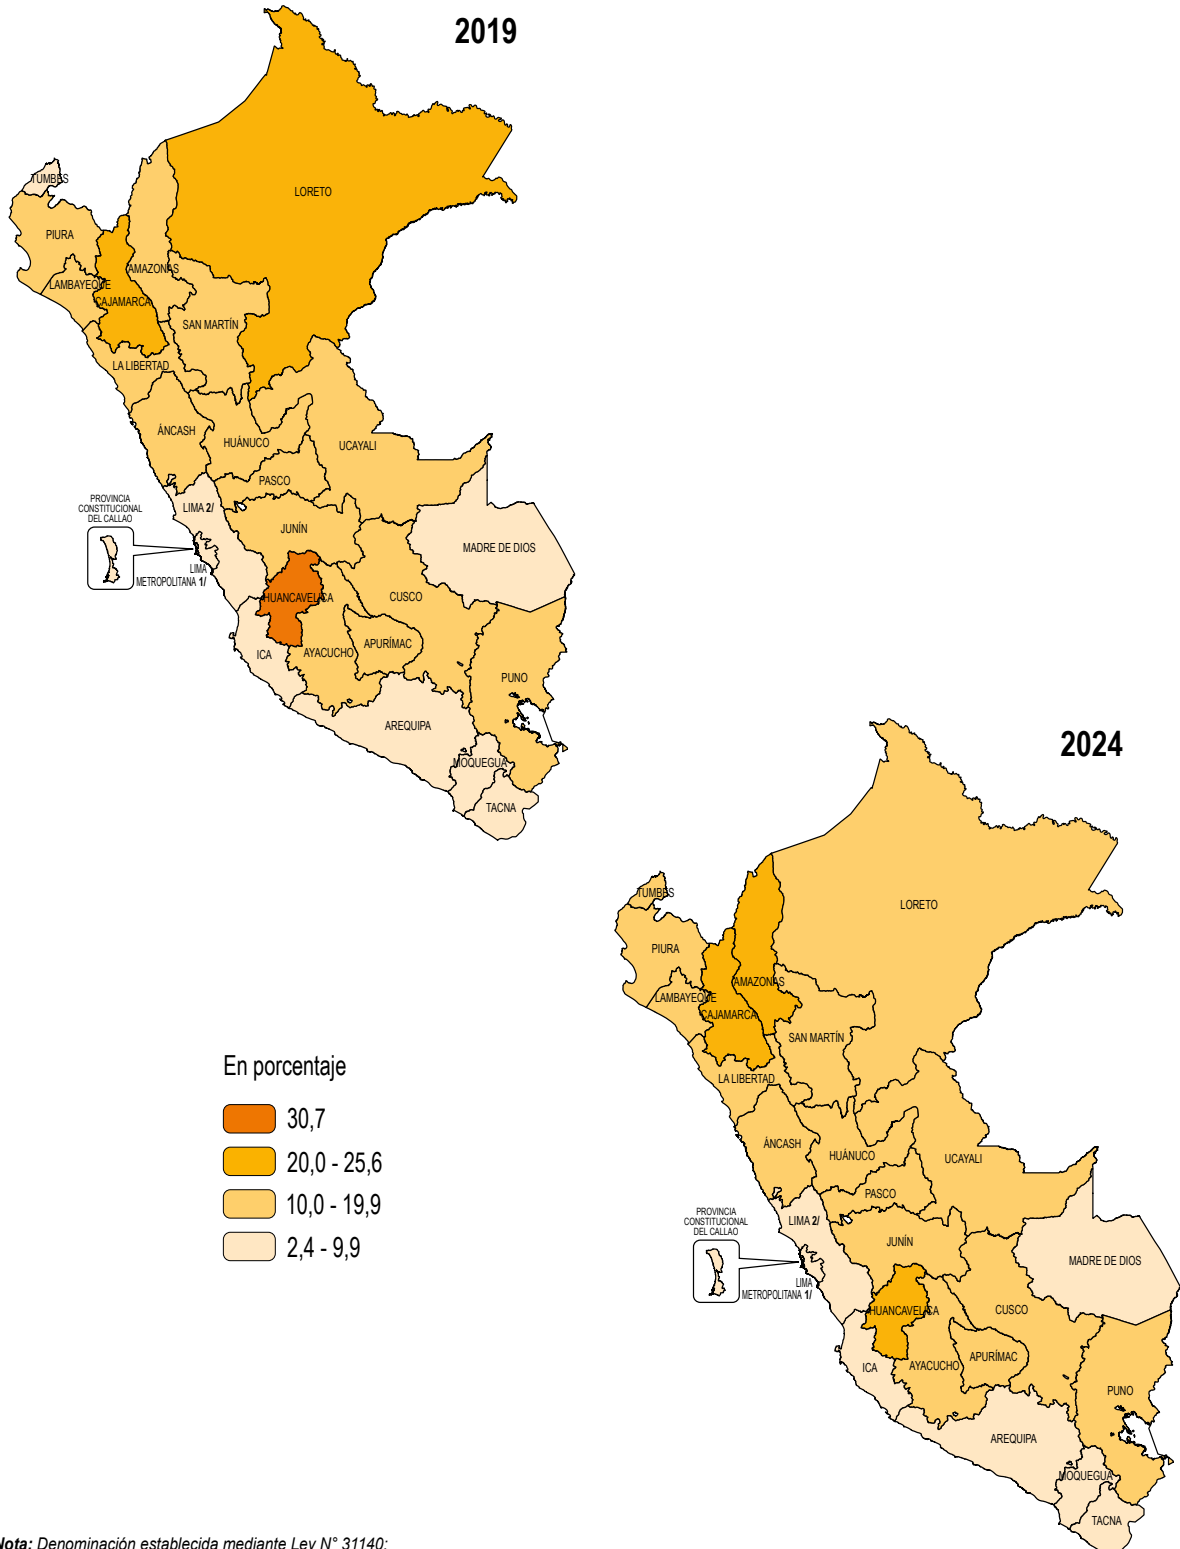 2019
LORETO
TUMBES
PIURA
AMAZONAS
LAMBAYEQUE
CAJAMARCA
SAN MARTÍN
LA LIBERTAD
ÁNCASH
HUÁNUCO
UCAYALI
PASCO
PROVINCIA
CONSTITUCIONAL
DEL CALLAO
LIMA 2/
JUNÍN
MADRE DE DIOS
LIMA
METROPOLITANA 1/
HUANCAVELICA
CUSCO
ICA
AYACUCHO
APURÍMAC
PUNO
AREQUIPA
MOQUEGUA
TACNA
2024
TUMBES
LORETO
PIURA
AMAZONAS
LAMBAYEQUE
CAJAMARCA
SAN MARTÍN
LA LIBERTAD
ÁNCASH
HUÁNUCO
UCAYALI
PASCO
PROVINCIA
CONSTITUCIONAL
DEL CALLAO
LIMA 2/
JUNÍN
MADRE DE DIOS
LIMA
METROPOLITANA 1/
HUANCAVELICA
CUSCO
ICA
AYACUCHO
APURÍMAC
PUNO
AREQUIPA
MOQUEGUA
TACNA
En porcentaje
30,7
20,0 - 25,6
10,0 - 19,9
2,4 - 9,9
Nota: Denominación establecida mediante Ley N° 31140: